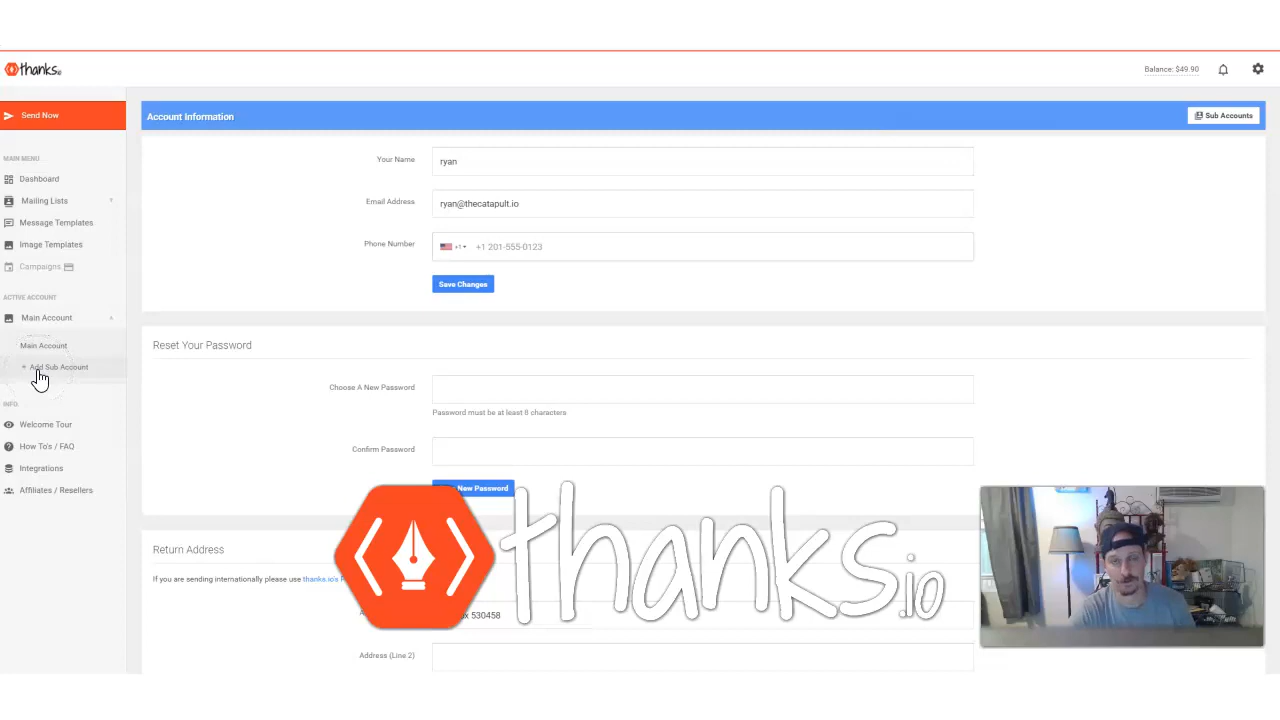 thanks.io
Balance: $49.90
Send Now
Account Information
Sub Accounts
MAIN MENU
Dashboard
Mailing Lists
Message Templates
Image Templates
Campaigns
ACTIVE ACCOUNT
Main Account
Main Account
+ Add Sub Account
INFO.
Welcome Tour
How To's / FAQ
Integrations
Affiliates / Resellers
Your Name
ryan
Email Address
ryan@thecatapult.io
Phone Number
+1
+1 201-555-0123
Save Changes
Reset Your Password
Choose A New Password
Password must be at least 8 characters
Confirm Password
New Password
Return Address
If you are sending internationally please use thanks.io's
530458
Address (Line 2)
thanks.io